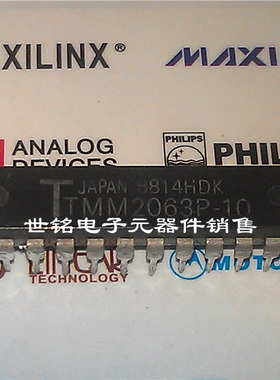 XILINX®
MAXI
ANALOG
DEVICES
PHILIPS
PHIL
T JAPAN 8814HDK
TMM2063P-10
世铭电子元器件销售
TECHNOLOGY
MOTO